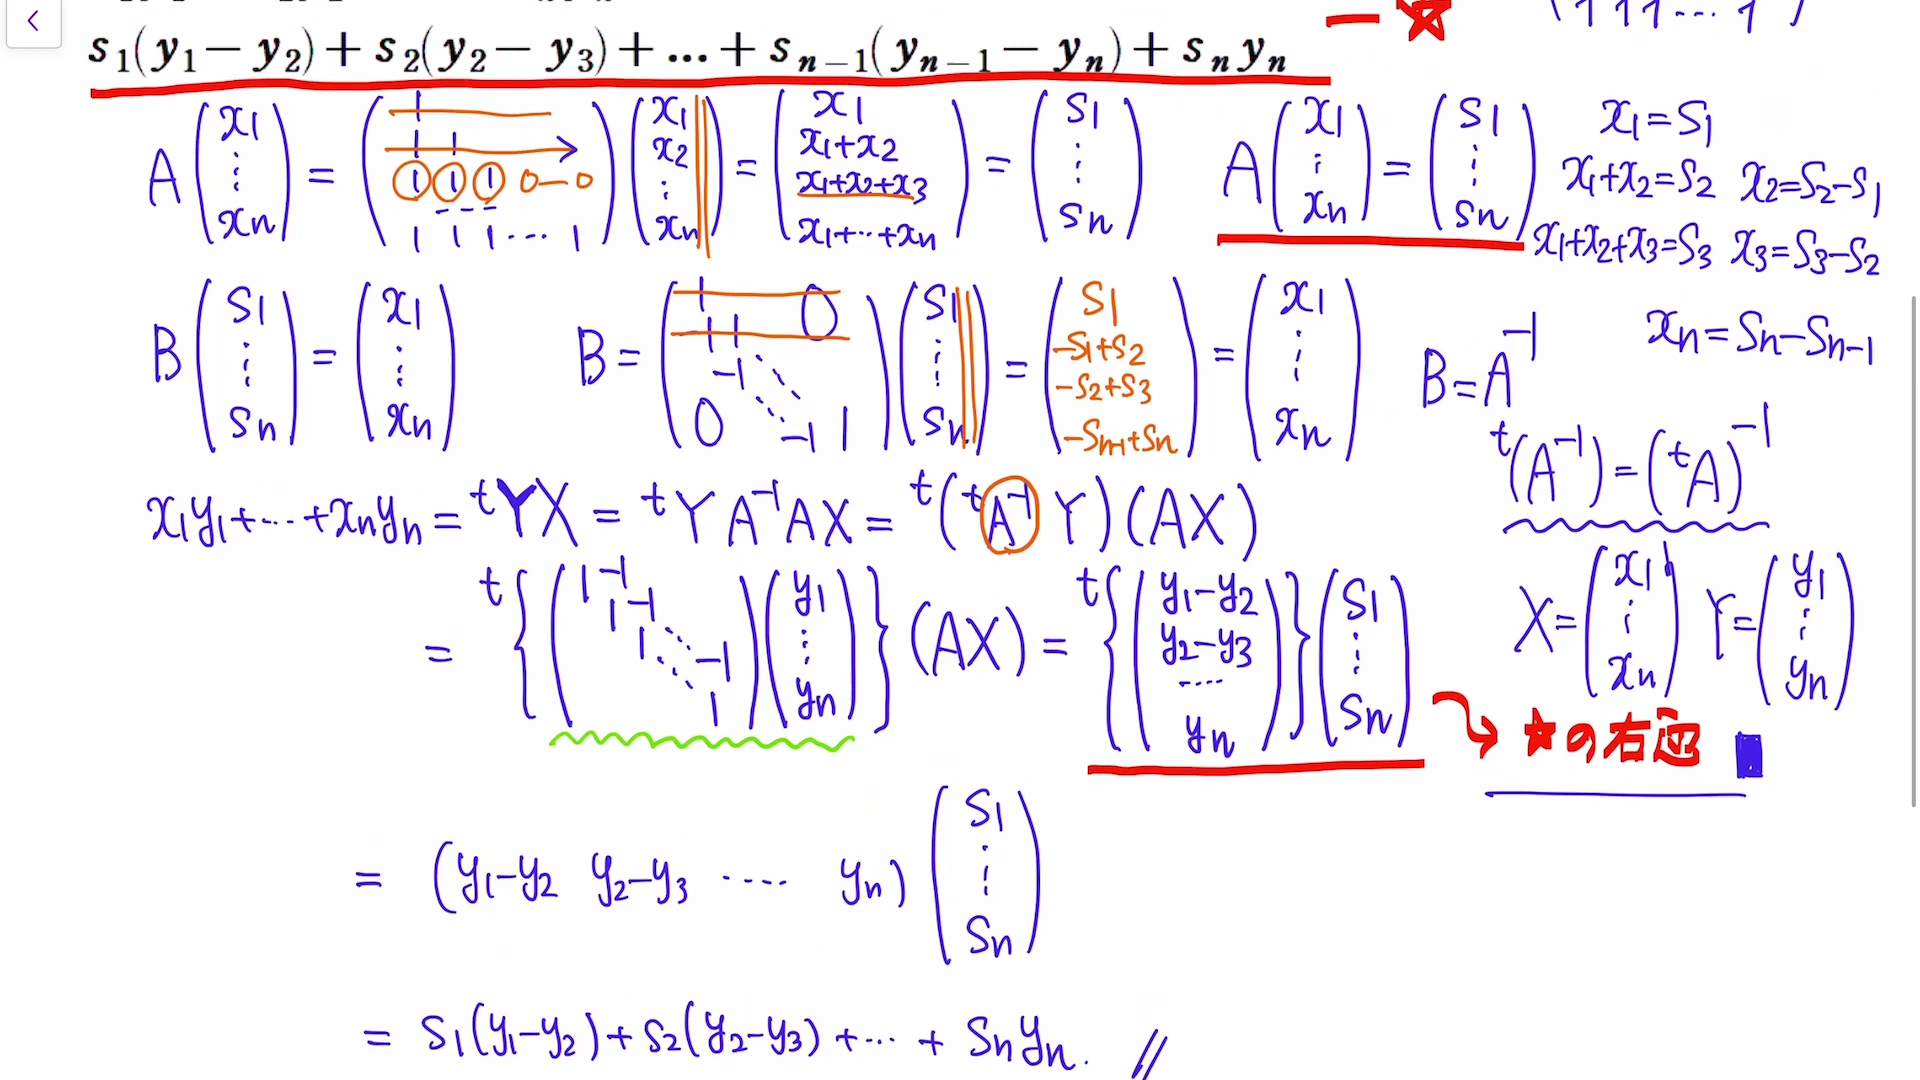 s₁(y₁ − y₂) + s₂(y₂ − y₃) + ... + sₙ₋₁(yₙ₋₁ − yₙ) + sₙyₙ — ☆ (1 1 1 ... 1)
A(x₁ ⋮ xₙ) = (1 / 1 1 / 1 1 1 0—0 / 1 1 1 ... 1)(x₁ x₂ ⋮ xₙ) = (x₁ / x₁+x₂ / x₁+x₂+x₃ / x₁+...+xₙ) = (s₁ ⋮ sₙ)
A(x₁ ⋮ xₙ) = (s₁ ⋮ sₙ)
x₁=s₁
x₁+x₂=s₂ x₂=s₂−s₁
x₁+x₂+x₃=s₃ x₃=s₃−s₂
xₙ=sₙ−sₙ₋₁
B(s₁ ⋮ sₙ) = (x₁ ⋮ xₙ)
B = (1 0 / −1 1 / −1 ⋱ / 0 −1 1)(s₁ ⋮ sₙ) = (s₁ / −s₁+s₂ / −s₂+s₃ / −sₙ₋₁+sₙ) = (x₁ ⋮ xₙ)
B=A⁻¹
ᵗ(A⁻¹)=(ᵗA)⁻¹
x₁y₁+...+xₙyₙ = ᵗYX = ᵗYA⁻¹AX = ᵗ(ᵗA⁻¹Y)(AX)
X=(x₁ ⋮ xₙ) Y=(y₁ ⋮ yₙ)
= ᵗ{(1 −1 / 1 −1 / 1 ⋱ −1 / 1)(y₁ ⋮ yₙ)}(AX) = ᵗ{(y₁−y₂ / y₂−y₃ / .... / yₙ)}(s₁ ⋮ sₙ)
★の右辺
= (y₁−y₂ y₂−y₃ .... yₙ)(s₁ ⋮ sₙ)
= s₁(y₁−y₂)+s₂(y₂−y₃)+...+sₙyₙ. //